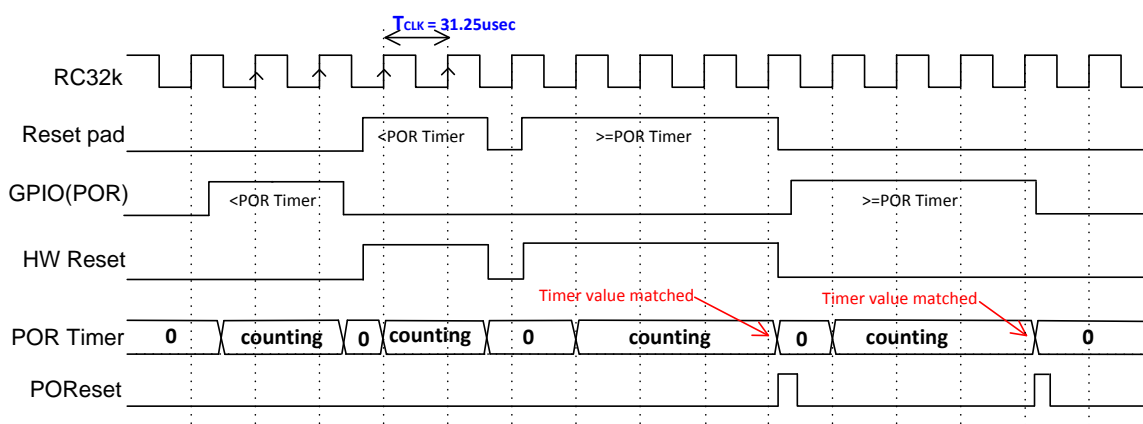 TCLK = 31.25usec
RC32k
Reset pad
<POR Timer
>=POR Timer
GPIO(POR)
<POR Timer
>=POR Timer
HW Reset
Timer value matched
Timer value matched
POR Timer
0
counting
0
counting
0
counting
0
counting
0
POReset